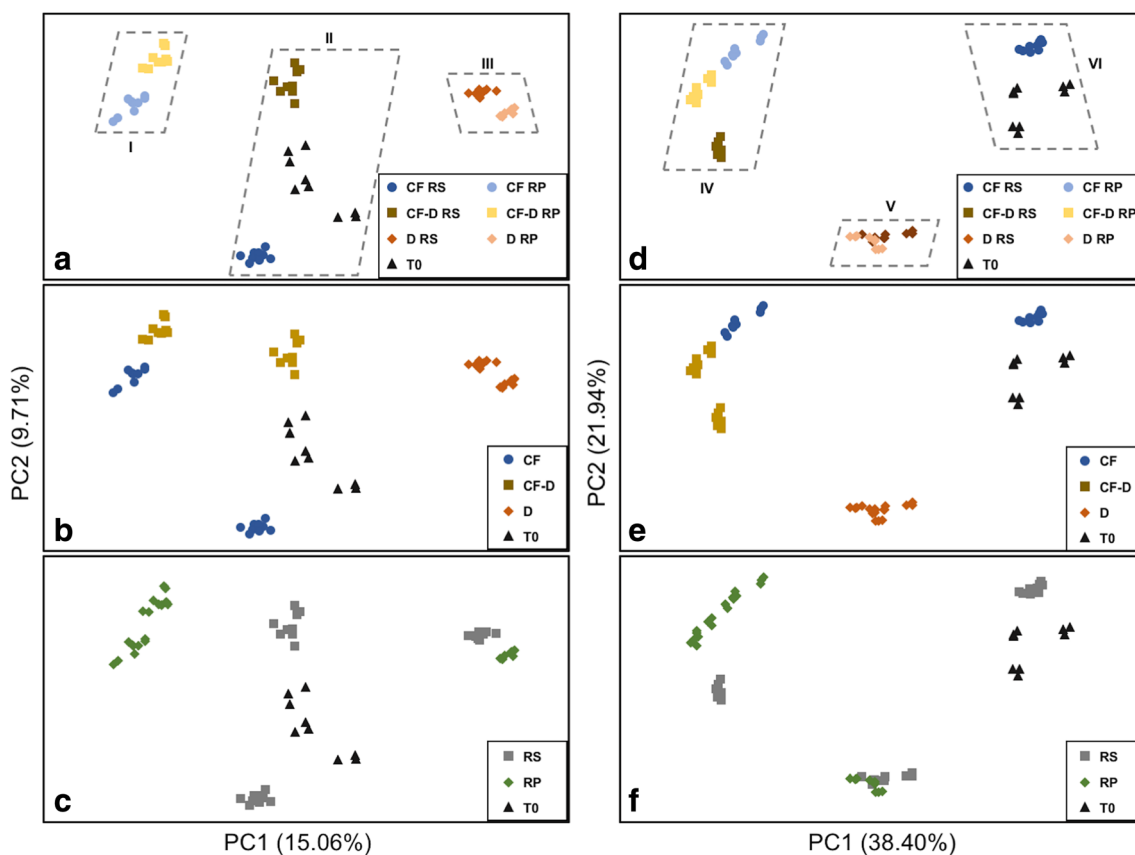 I
II
III
CF RS
CF RP
CF-D RS
CF-D RP
D RS
D RP
T0
a
IV
V
VI
CF RS
CF RP
CF-D RS
CF-D RP
D RS
D RP
T0
d
PC2 (9.71%)
CF
CF-D
D
T0
b
PC2 (21.94%)
CF
CF-D
D
T0
e
RS
RP
T0
c
RS
RP
T0
f
PC1 (15.06%)
PC1 (38.40%)